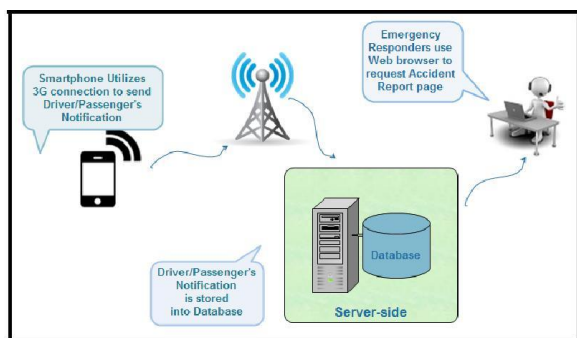 Smartphone Utilizes
3G connection to send
Driver/Passenger's
Notification
Emergency
Responders use
Web browser to
request Accident
Report page
Driver/Passenger's
Notification
is stored
into Database
Database
Server-side